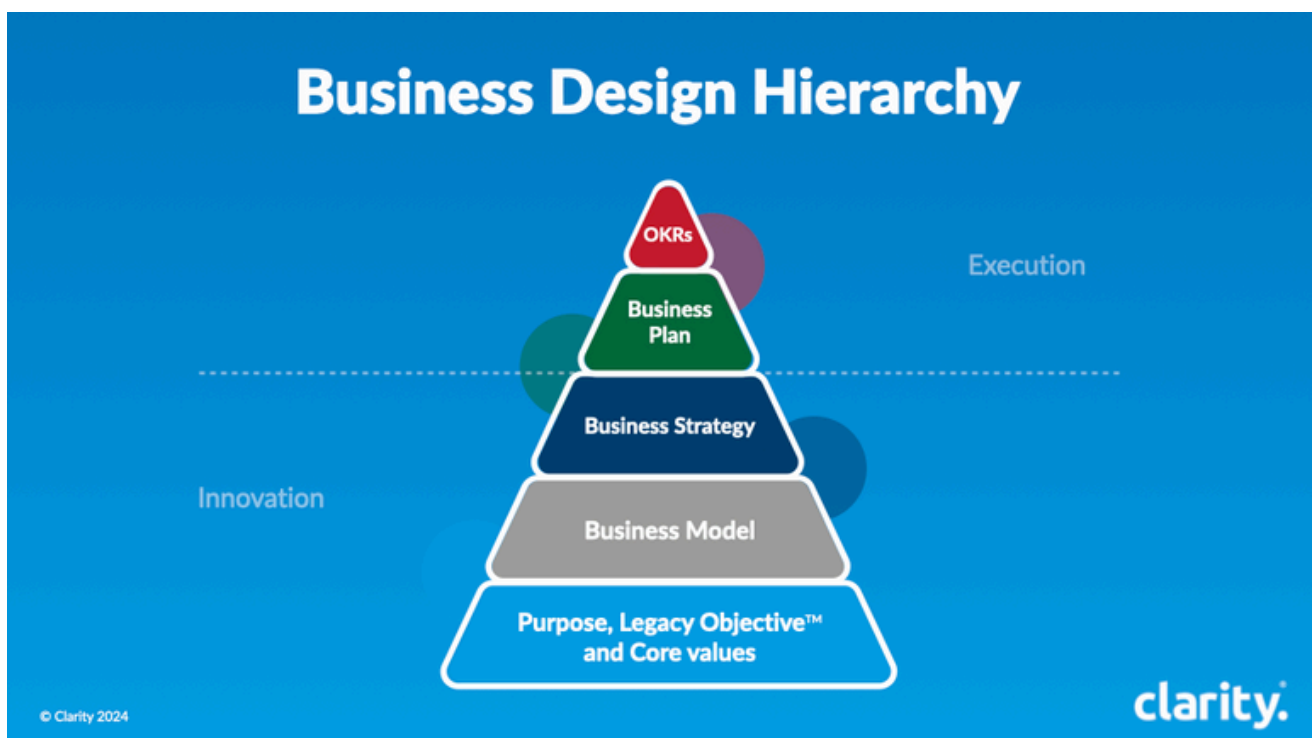 Business Design Hierarchy
OKRs
Execution
Business
Plan
Business Strategy
Innovation
Business Model
Purpose, Legacy Objective™
and Core values
© Clarity 2024
clarity.®